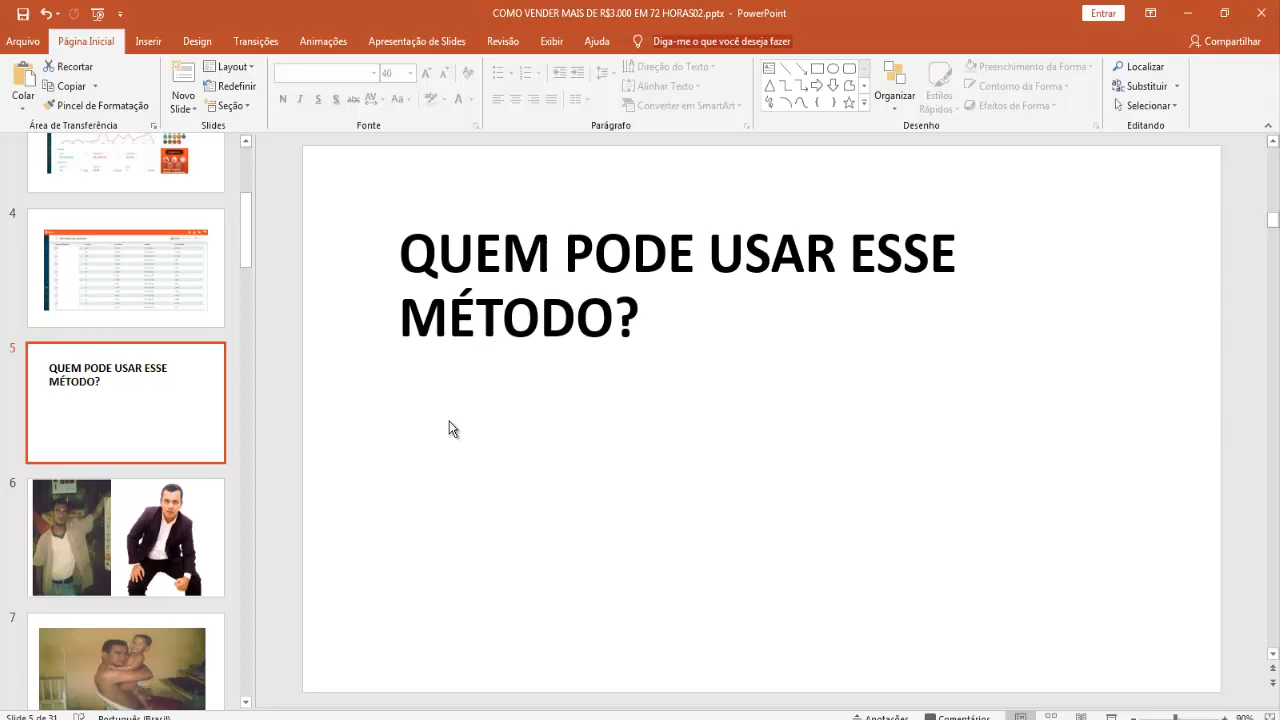 COMO VENDER MAIS DE R$3.000 EM 72 HORAS02.pptx - PowerPoint
Entrar
Arquivo
Página Inicial
Inserir
Design
Transições
Animações
Apresentação de Slides
Revisão
Exibir
Ajuda
Diga-me o que você deseja fazer
Compartilhar
Colar
Recortar
Copiar
Pincel de Formatação
Área de Transferência
Novo
Slide
Layout
Redefinir
Seção
Slides
40
N
I
S
S
abc
AV
Aa
A
Fonte
Direção do Texto
Alinhar Texto
Converter em SmartArt
Parágrafo
Organizar
Estilos
Rápidos
Preenchimento da Forma
Contorno da Forma
Efeitos de Forma
Desenho
Localizar
Substituir
Selecionar
Editando
4
5
QUEM PODE USAR ESSE
MÉTODO?
6
7
QUEM PODE USAR ESSE
MÉTODO?
Slide 5 de 31
Português (Brasil)
Anotações
Comentários
90%